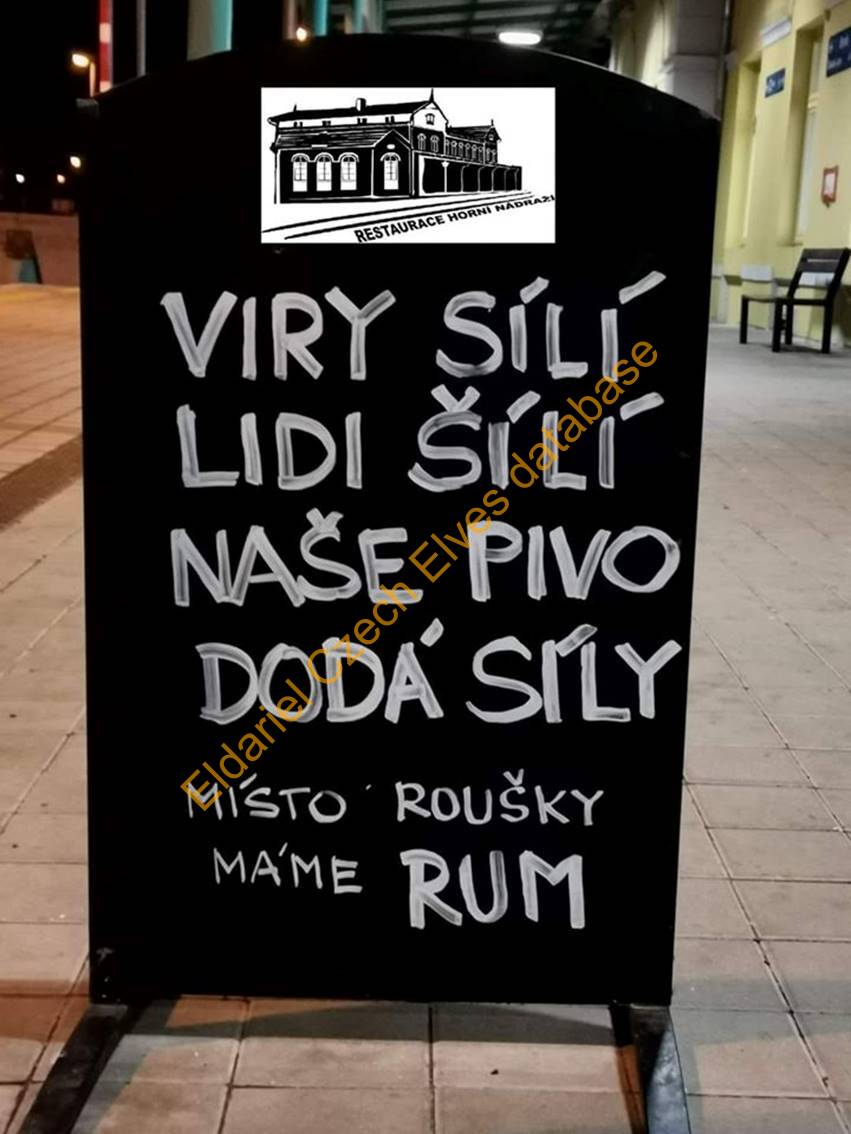 RESTAURACE HORNÍ NÁDRAŽÍ
VIRY SÍLÍ
LIDI ŠÍLÍ
NAŠE PIVO
DODÁ SÍLY
MÍSTO ROUŠKY
MÁME RUM
Eldariel Czech Elves database